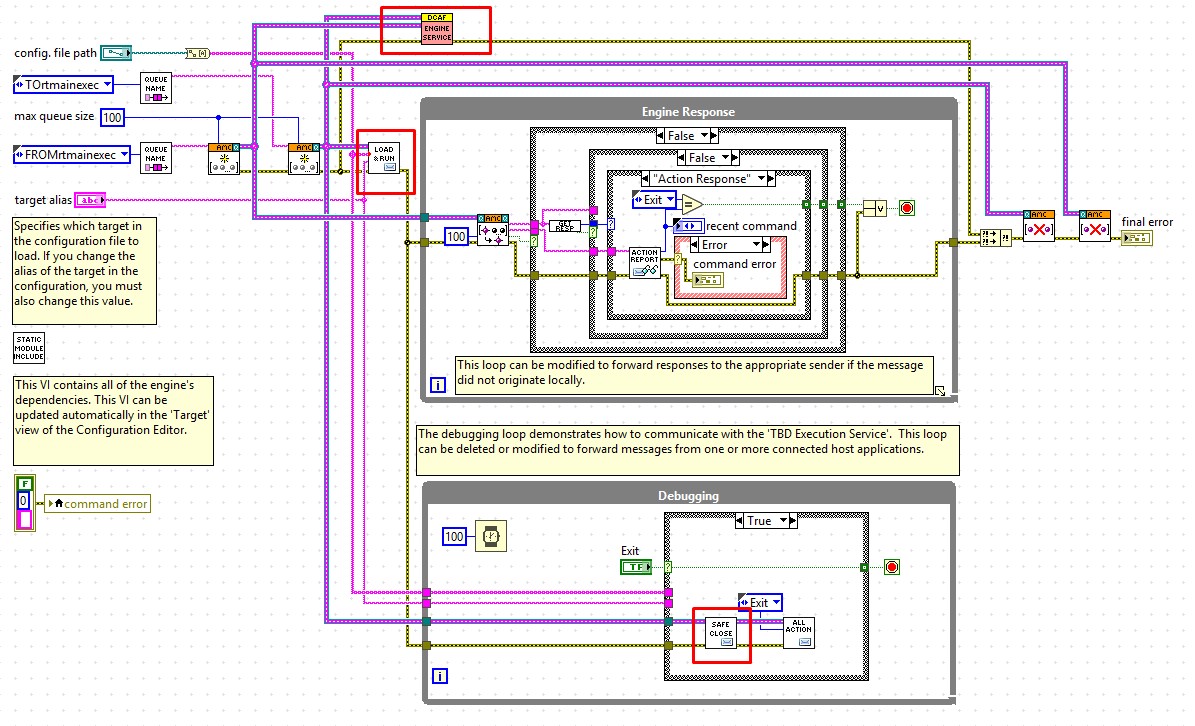 DCAF
ENGINE
SERVICE
config. file path
TOrtmainexec
QUEUE
NAME
max queue size
100
FROMrtmainexec
QUEUE
NAME
AMC
AMC
LOAD
& RUN
target alias
abc
Specifies which target in
the configuration file to
load. If you change the
alias of the target in the
configuration, you must
also change this value.
STATIC
MODULE
INCLUDE
This VI contains all of the engine's
dependencies. This VI can be
updated automatically in the 'Target'
view of the Configuration Editor.
F
0
command error
Engine Response
False
False
"Action Response"
Exit
=
V
recent command
100
AMC
GET
RESP
ACTION
REPORT
Error
command error
AMC
AMC
final error
This loop can be modified to forward responses to the appropriate sender if the message
did not originate locally.
i
The debugging loop demonstrates how to communicate with the 'TBD Execution Service'. This loop
can be deleted or modified to forward messages from one or more connected host applications.
Debugging
100
True
Exit
TF
Exit
SAFE
CLOSE
ALL
ACTION
i